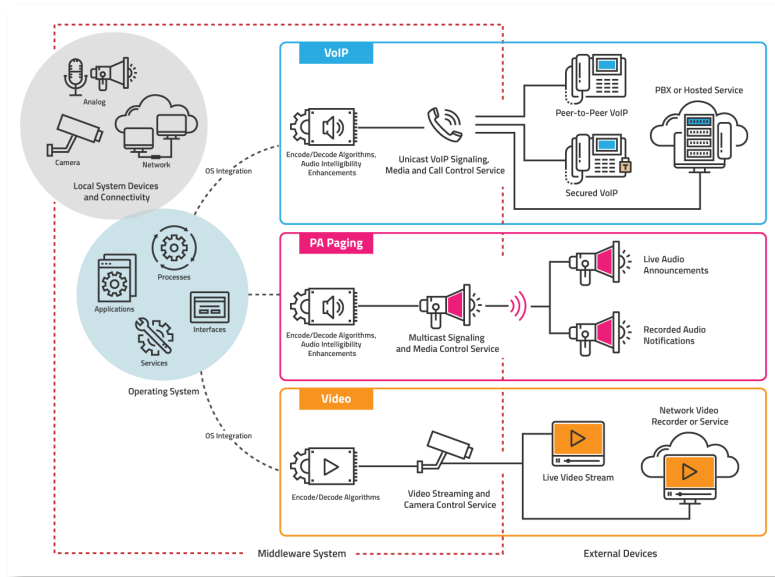 Analog
Camera
Network
Local System Devices
and Connectivity
OS Integration
Applications
Processes
Interfaces
Services
Operating System
OS Integration
VoIP
Encode/Decode Algorithms,
Audio Intelligibility
Enhancements
Unicast VoIP Signaling,
Media and Call Control Service
Peer-to-Peer VoIP
Secured VoIP
PBX or Hosted Service
PA Paging
Encode/Decode Algorithms,
Audio Intelligibility
Enhancements
Multicast Signaling
and Media Control Service
Live Audio
Announcements
Recorded Audio
Notifications
Video
Encode/Decode Algorithms
Video Streaming and
Camera Control Service
Live Video Stream
Network Video
Recorder or Service
Middleware System
External Devices